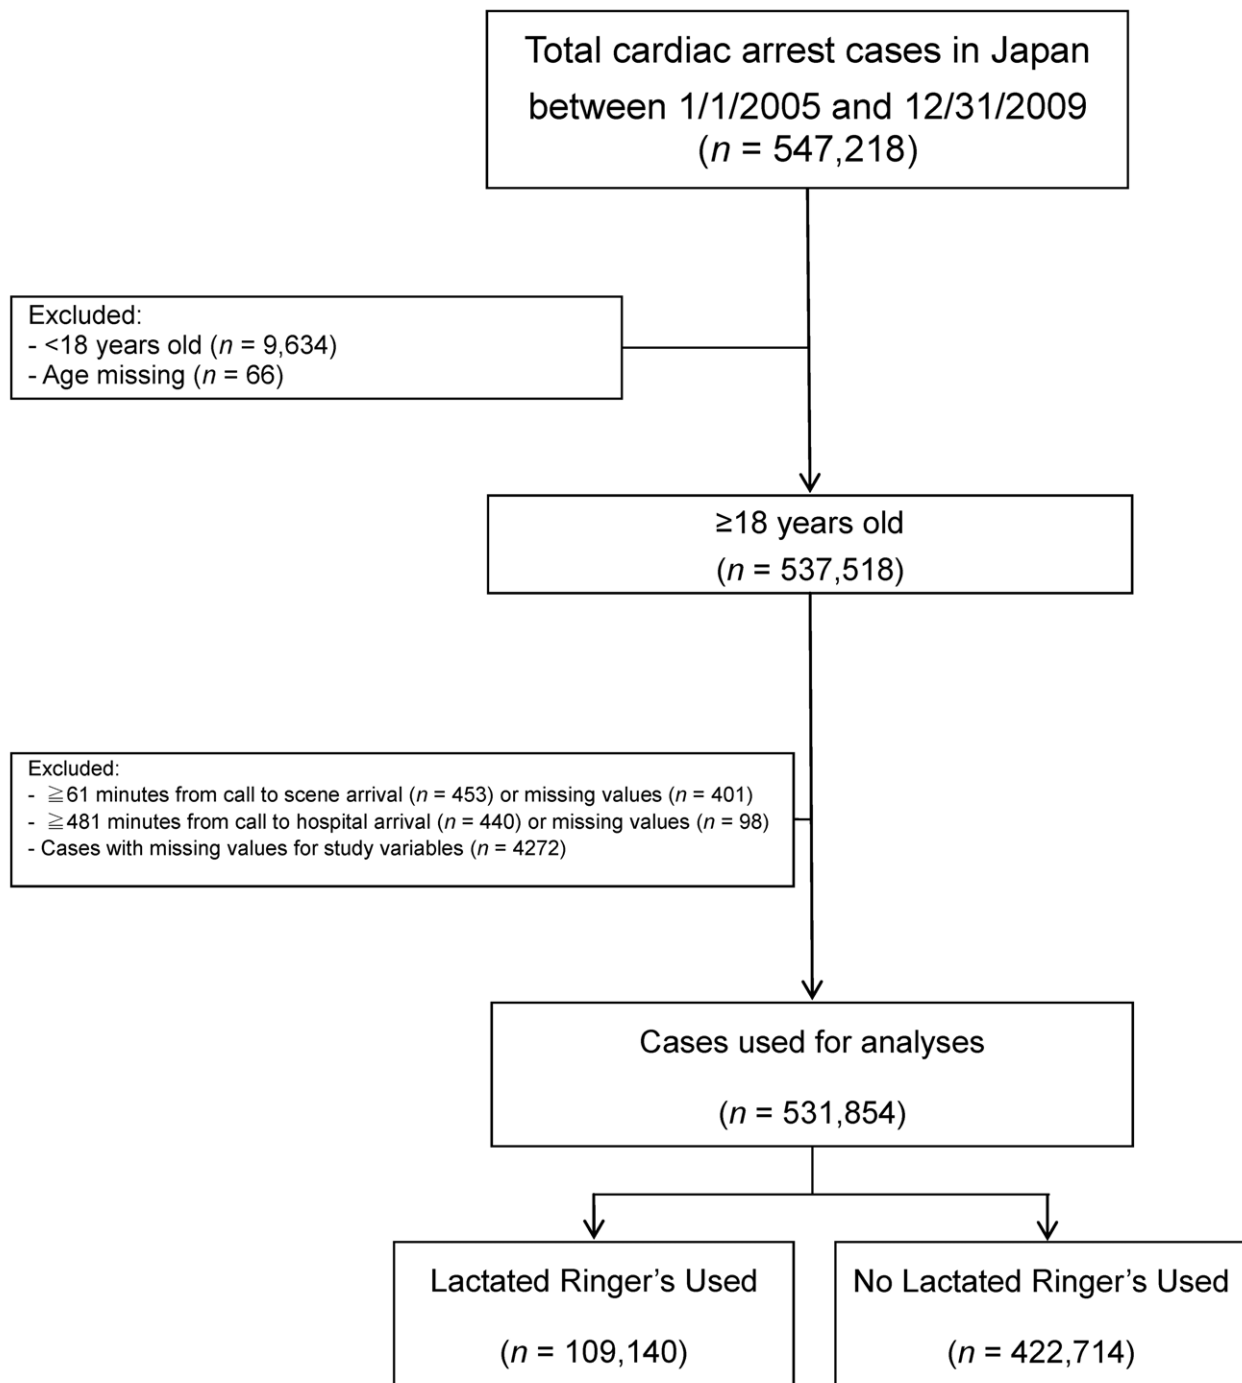 Total cardiac arrest cases in Japan
between 1/1/2005 and 12/31/2009
(n = 547,218)
Excluded:
- <18 years old (n = 9,634)
- Age missing (n = 66)
≥18 years old
(n = 537,518)
Excluded:
- ≧61 minutes from call to scene arrival (n = 453) or missing values (n = 401)
- ≧481 minutes from call to hospital arrival (n = 440) or missing values (n = 98)
- Cases with missing values for study variables (n = 4272)
Cases used for analyses
(n = 531,854)
Lactated Ringer's Used
(n = 109,140)
No Lactated Ringer's Used
(n = 422,714)